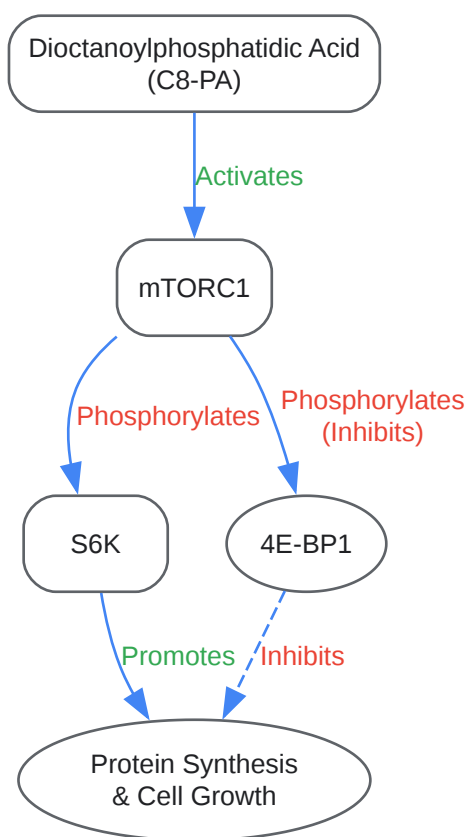 Dioctanoylphosphatidic Acid
(C8-PA)
Activates
mTORC1
Phosphorylates
Phosphorylates
(Inhibits)
S6K
4E-BP1
Promotes
Inhibits
Protein Synthesis
& Cell Growth